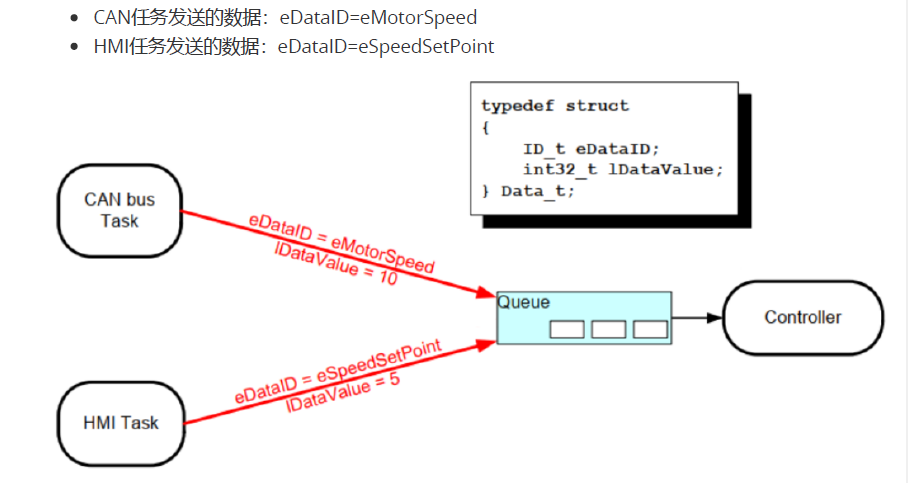 CAN任务发送的数据：eDataID=eMotorSpeed
HMI任务发送的数据：eDataID=eSpeedSetPoint
typedef struct
{
ID_t eDataID;
int32_t lDataValue;
} Data_t;
CAN bus
Task
eDataID = eMotorSpeed
lDataValue = 10
Queue
Controller
eDataID = eSpeedSetPoint
lDataValue = 5
HMI Task